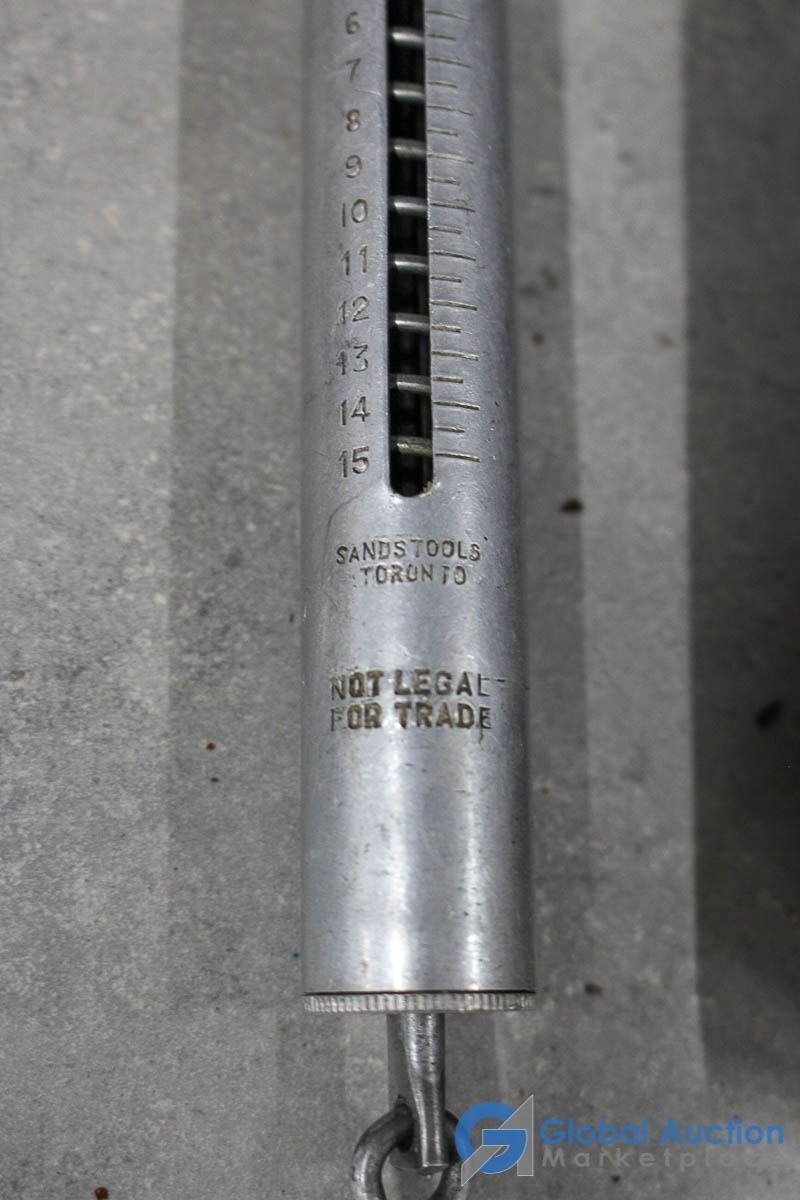 6
7
8
9
10
11
12
13
14
15
SANDSTOOLS
TORONTO
NOT LEGAL
FOR TRADE
Global Auction
Marketplace